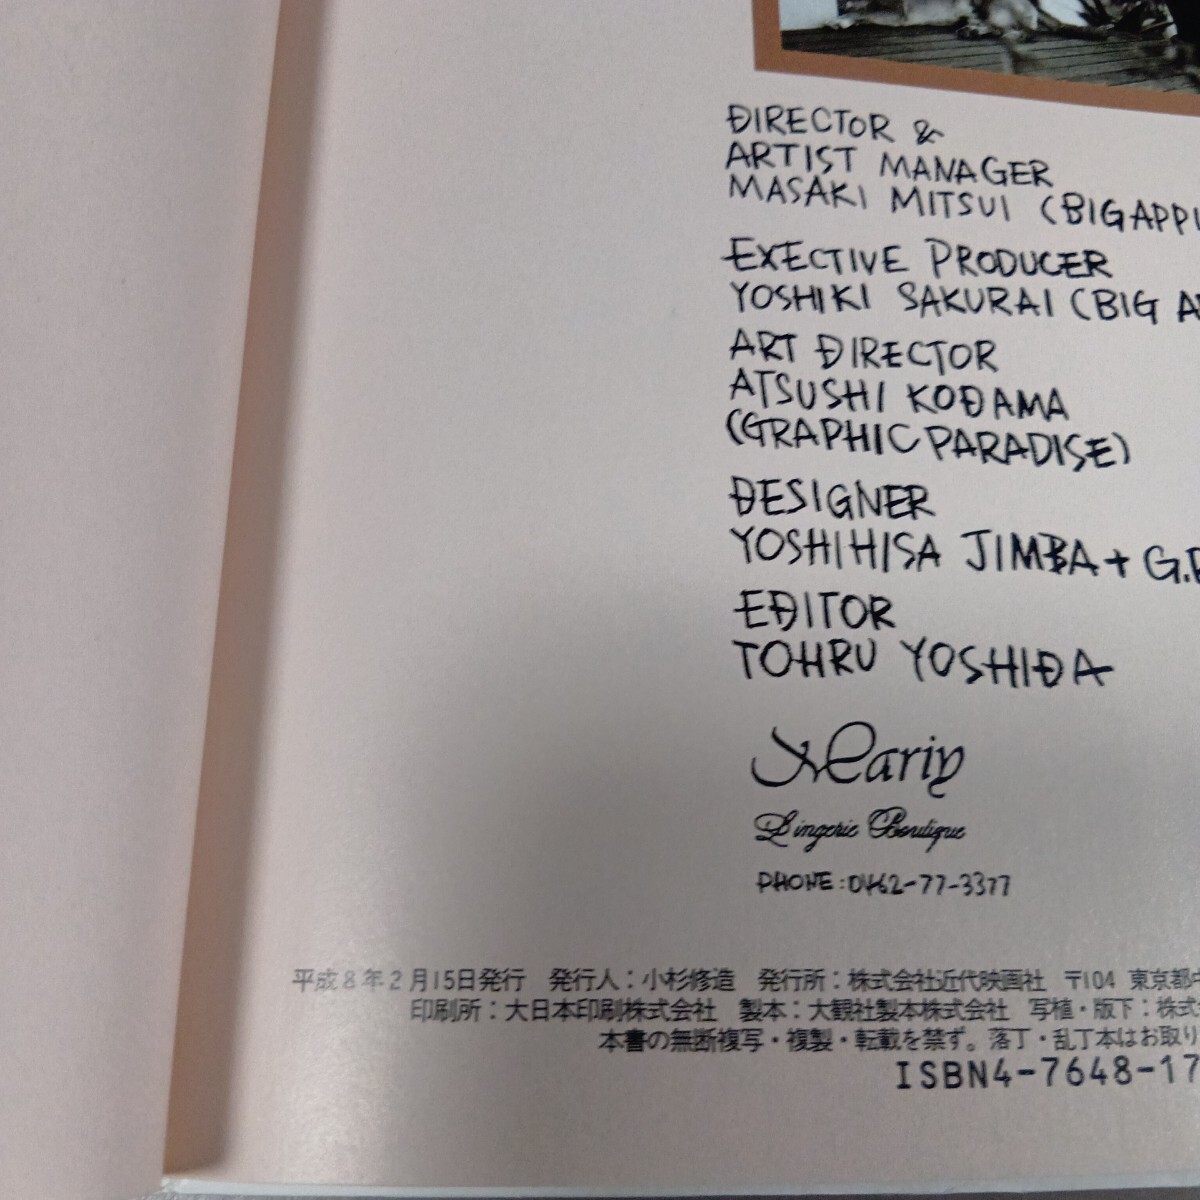 DIRECTOR &
ARTIST MANAGER
MASAKI MITSUI (BIG APPL
EXECTIVE PRODUCER
YOSHIKI SAKURAI (BIG A
ART DIRECTOR
ATSUSHI KODAMA
(GRAPHIC PARADISE)
DESIGNER
YOSHIHISA JIMBA + G.P
EDITOR
TOHRU YOSHIDA
Lingerie Boutique
PHONE:0462-77-3377
平成8年2月15日発行 発行人:小杉修造 発行所:株式会社近代映画社 〒104 東京都中
印刷所:大日本印刷株式会社 製本:大観社製本株式会社 写植・版下:株式
本書の無断複写・複製・転載を禁ず。落丁・乱丁本はお取り
ISBN4-7648-17